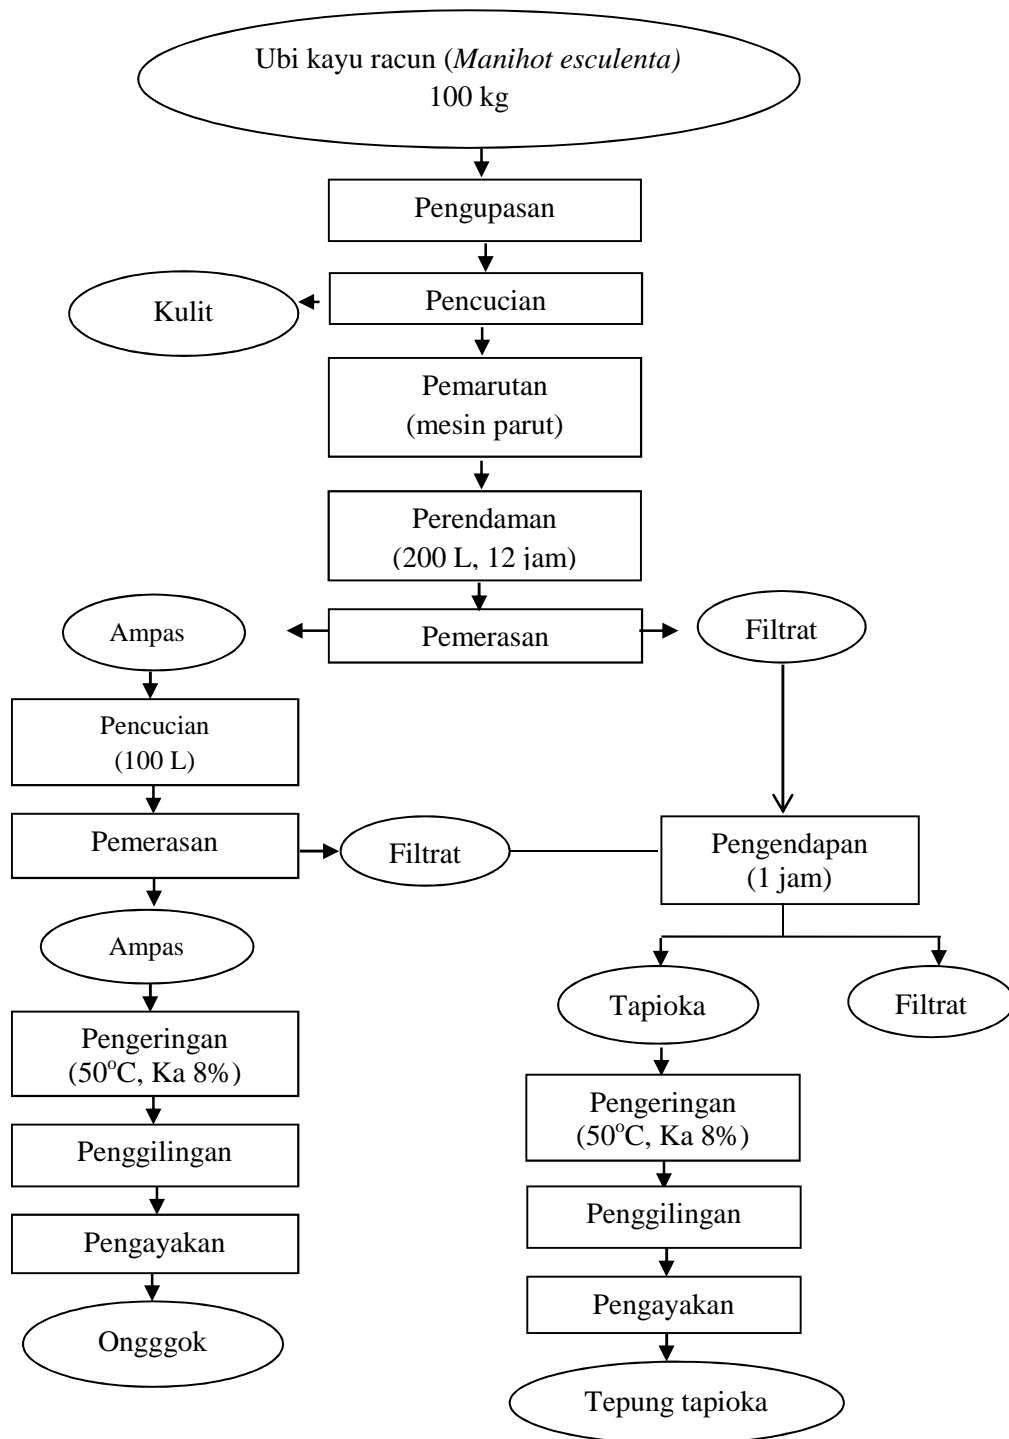 Ubi kayu racun (Manihot esculenta)
100 kg
Pengupasan
Pencucian
Kulit
Pemarutan
(mesin parut)
Perendaman
(200 L, 12 jam)
Pemerasan
Ampas
Filtrat
Pencucian
(100 L)
Pemerasan
Filtrat
Pengendapan
(1 jam)
Ampas
Tapioka
Filtrat
Pengeringan
(50°C, Ka 8%)
Penggilingan
Pengayakan
Ongggok
Pengeringan
(50°C, Ka 8%)
Penggilingan
Pengayakan
Tepung tapioka